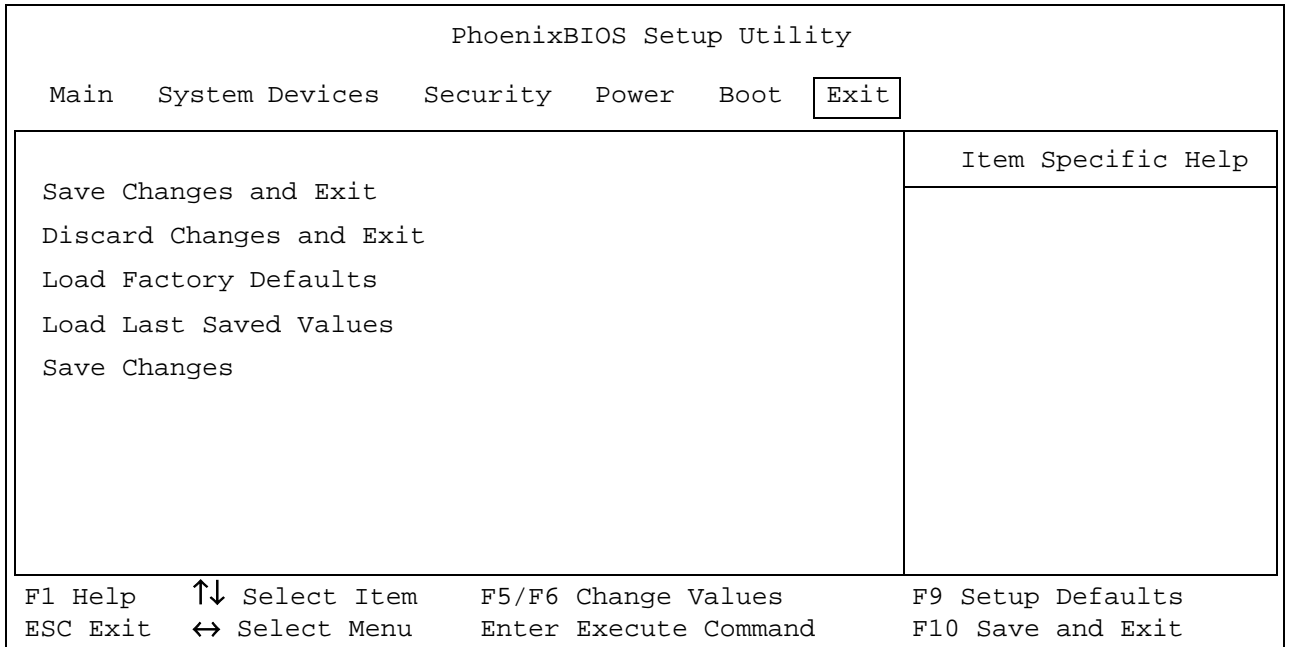 PhoenixBIOS Setup Utility
Main System Devices Security Power Boot Exit
Item Specific Help
Save Changes and Exit
Discard Changes and Exit
Load Factory Defaults
Load Last Saved Values
Save Changes
F1 Help ↑↓ Select Item F5/F6 Change Values F9 Setup Defaults
ESC Exit ↔ Select Menu Enter Execute Command F10 Save and Exit